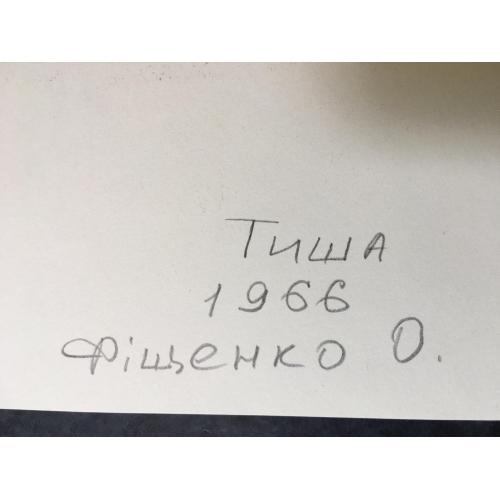 Тиша
1966
Фіщенко О.